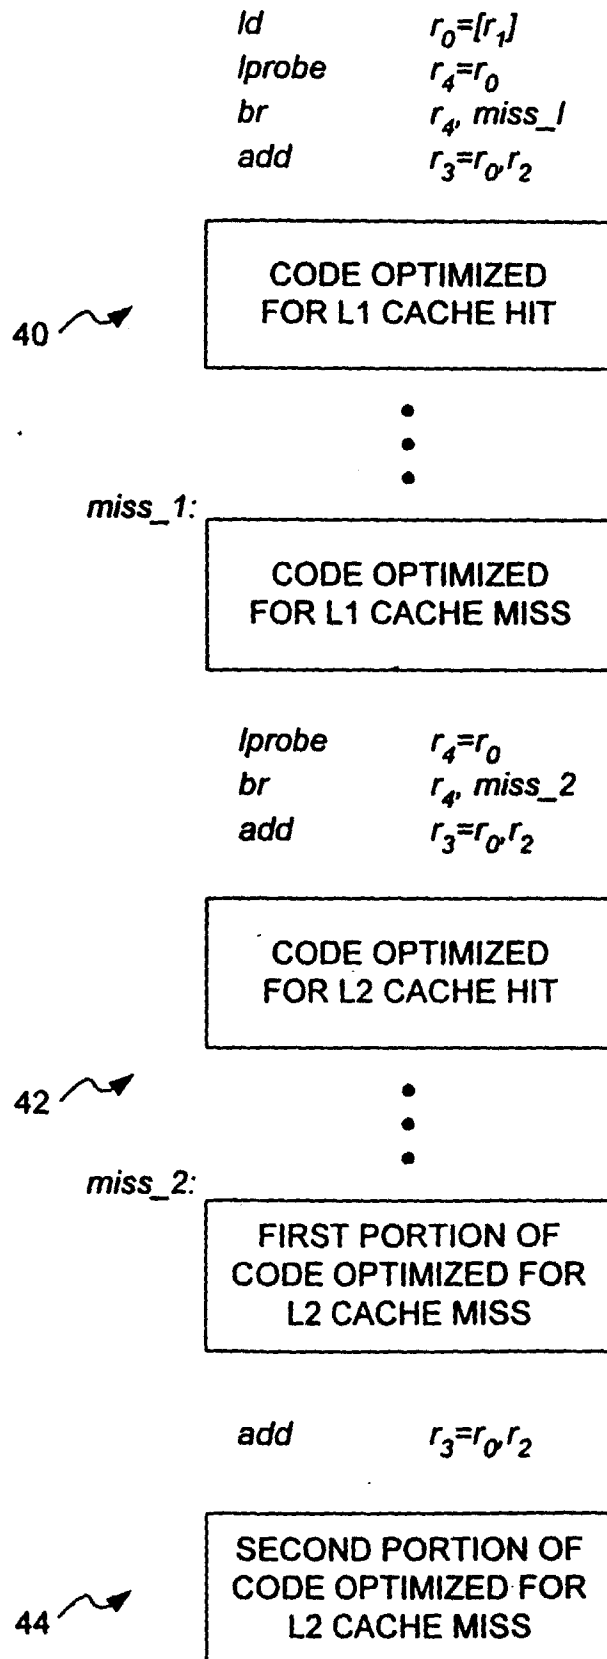 ld r₀=[r₁]
lprobe r₄=r₀
br r₄, miss_l
add r₃=r₀,r₂
CODE OPTIMIZED
FOR L1 CACHE HIT
40
miss_1:
CODE OPTIMIZED
FOR L1 CACHE MISS
lprobe r₄=r₀
br r₄, miss_2
add r₃=r₀,r₂
CODE OPTIMIZED
FOR L2 CACHE HIT
42
miss_2:
FIRST PORTION OF
CODE OPTIMIZED FOR
L2 CACHE MISS
add r₃=r₀,r₂
SECOND PORTION OF
CODE OPTIMIZED FOR
L2 CACHE MISS
44